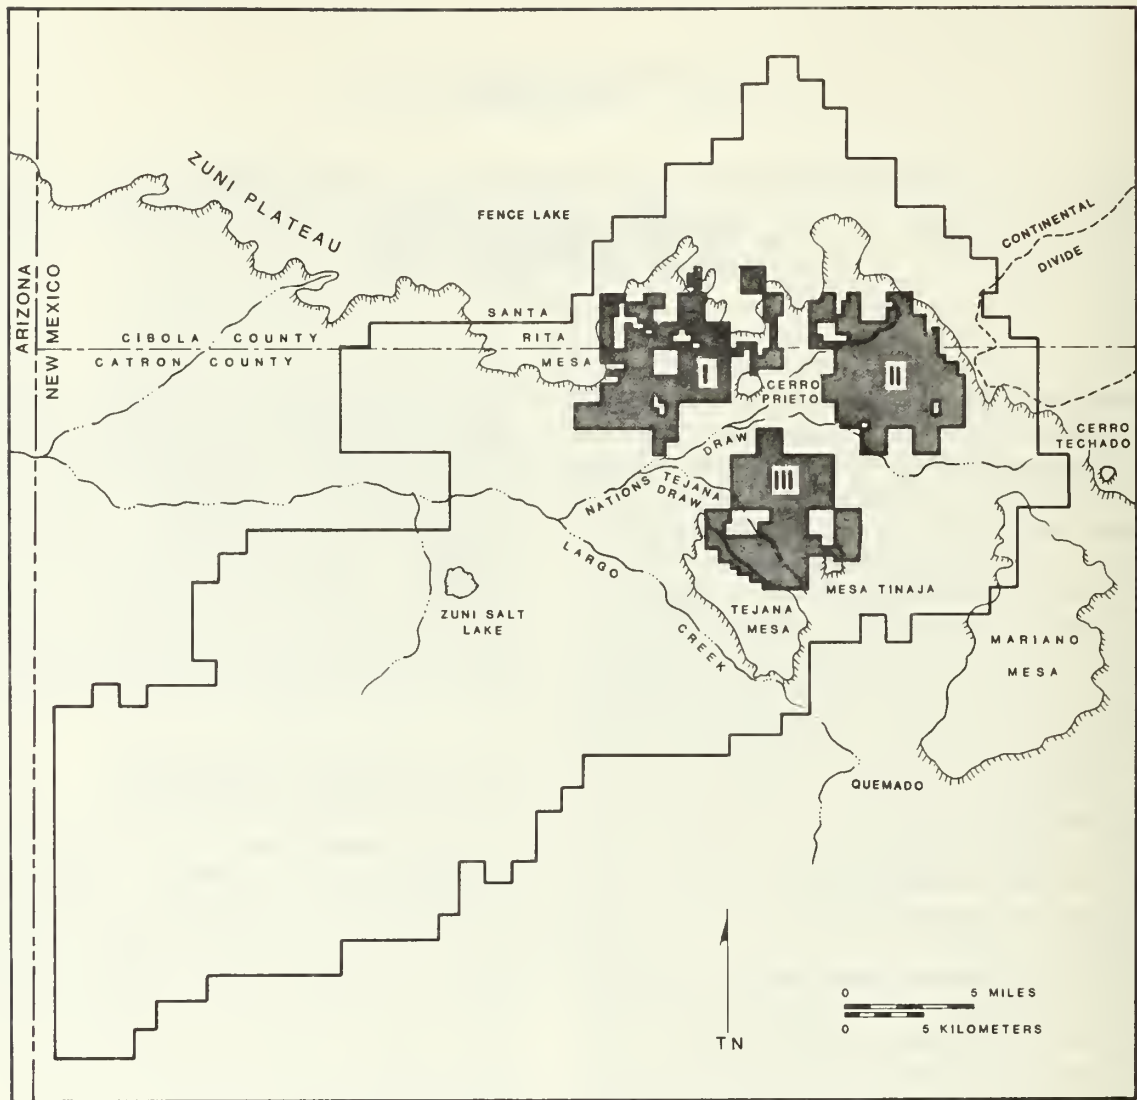 ZUNI PLATEAU
FENCE LAKE
CONTINENTAL
DIVIDE
ARIZONA
NEW MEXICO
SANTA
RITA
MESA
CIBOLA COUNTY
CATRON COUNTY
I
II
CERRO
PRIETO
CERRO
TECHADO
DRAW
NATIONS
TEJANA
DRAW
III
LARGO
CREEK
ZUNI SALT
LAKE
MESA TINAJA
TEJANA
MESA
MARIANO
MESA
QUEMADO
TN
0 5 MILES
0 5 KILOMETERS